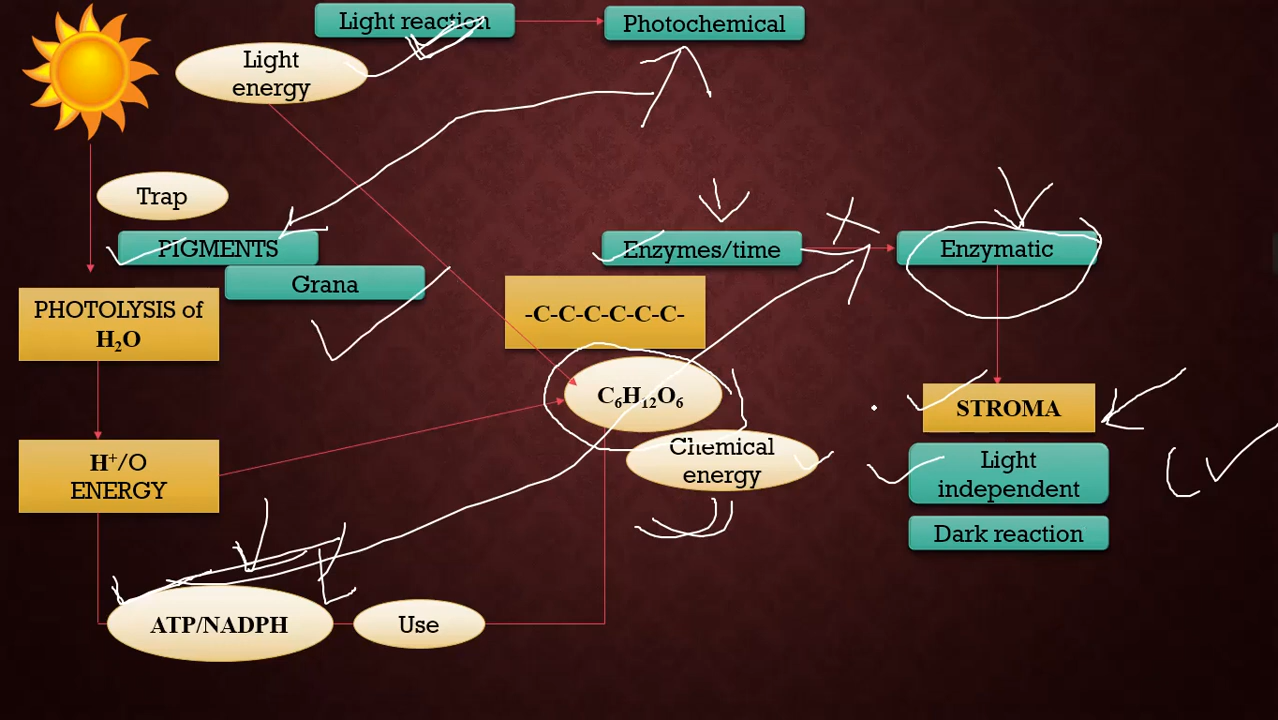 Light reaction
Photochemical
Light
energy
Trap
PIGMENTS
Grana
Enzymes/time
Enzymatic
PHOTOLYSIS of
H₂O
-C-C-C-C-C-C-
C₆H₁₂O₆
Chemical
energy
STROMA
Light
independent
Dark reaction
H⁺/O
ENERGY
ATP/NADPH
Use